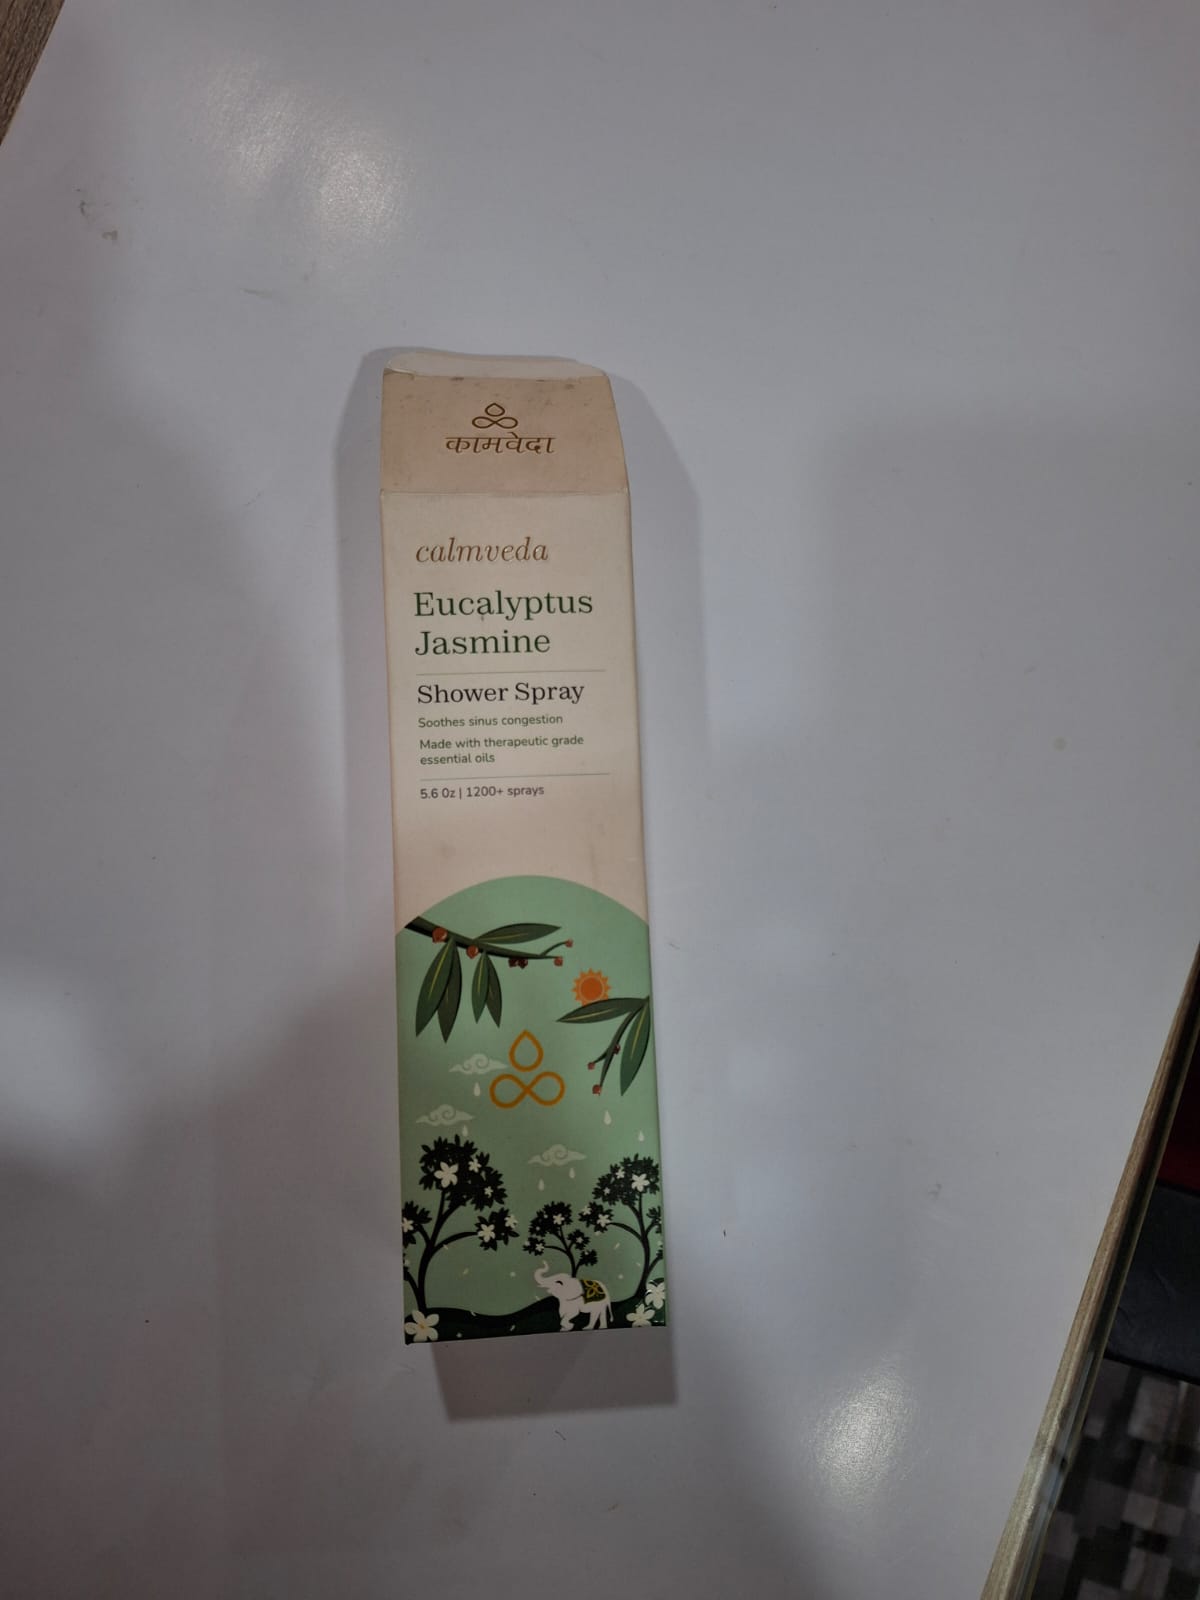 कामवेदा
calmveda
Eucalyptus
Jasmine
Shower Spray
Soothes sinus congestion
Made with therapeutic grade
essential oils
5.6 Oz | 1200+ sprays